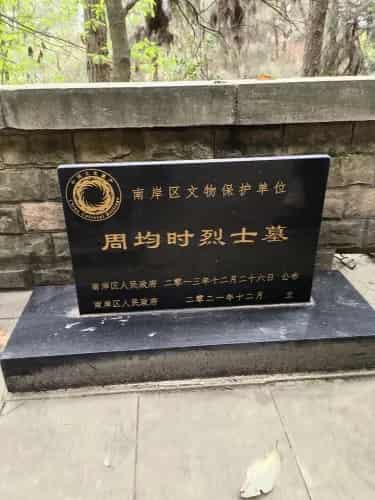 南岸区文物保护单位
周均时烈士墓
南岸区人民政府 二〇一三年十二月二十六日 公布
南岸区人民政府 二〇二一年十二月 立